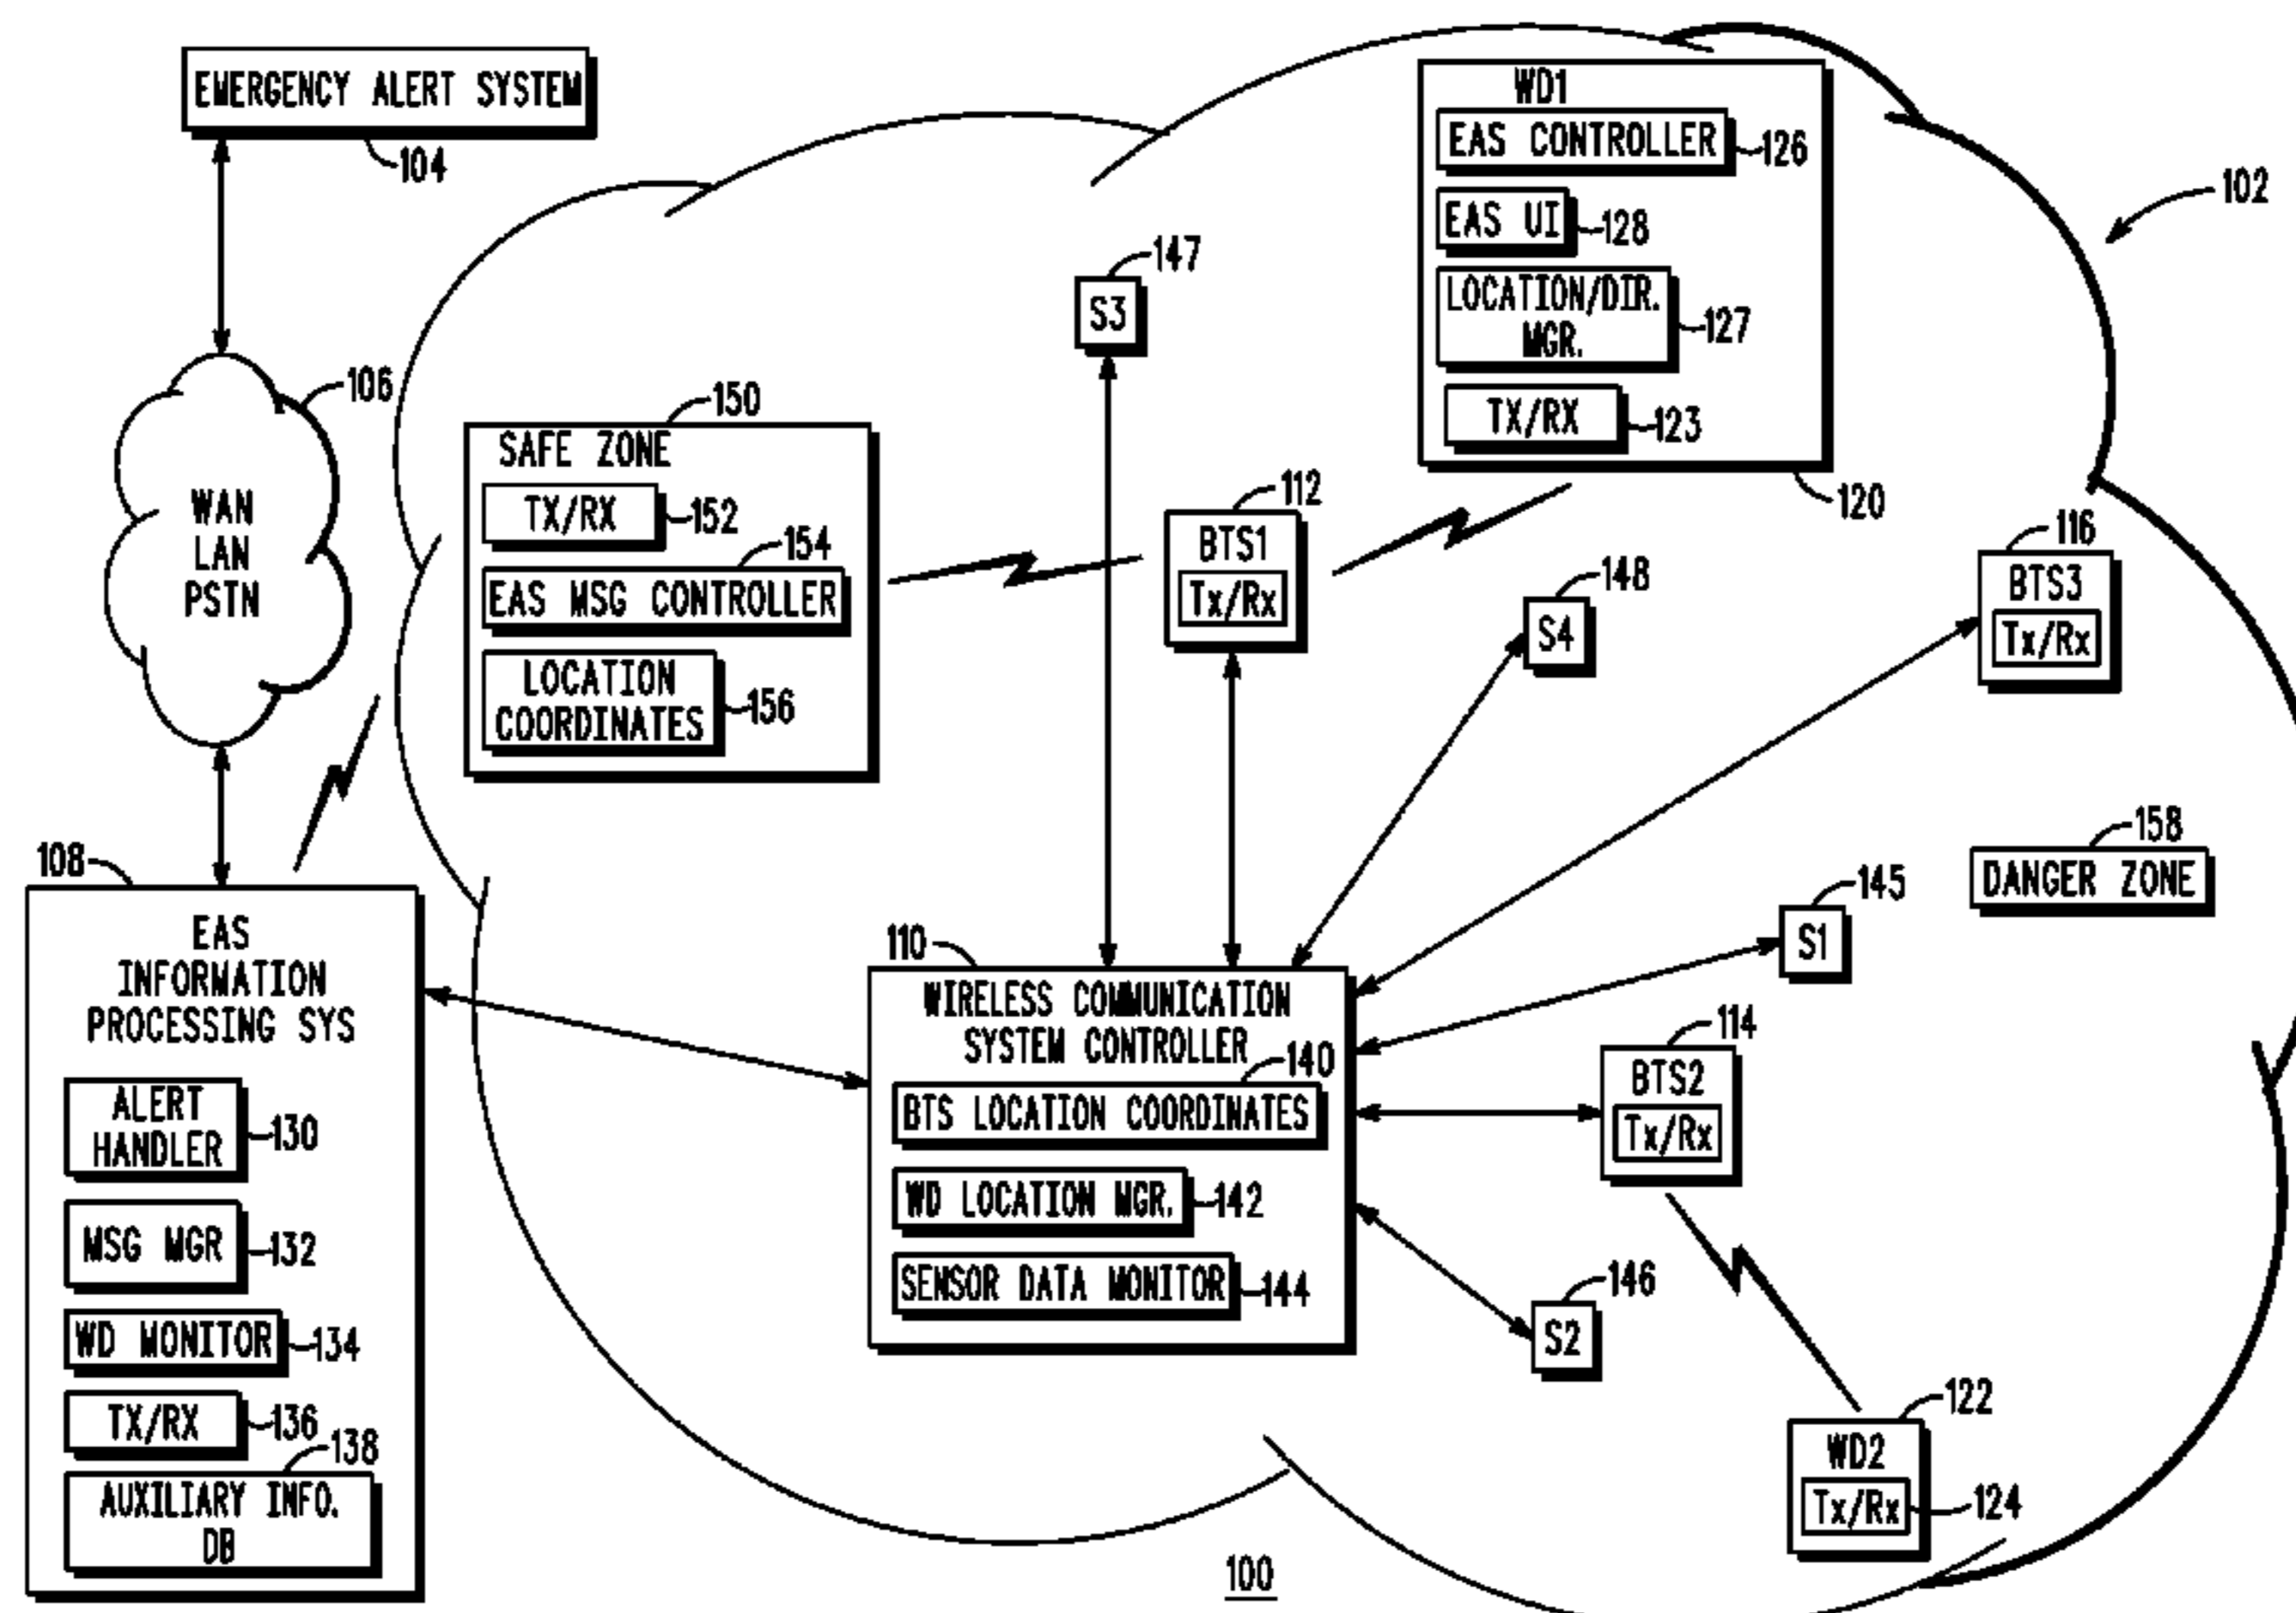 EMERGENCY ALERT SYSTEM
104
WAN
LAN
PSTN
106
108
EAS
INFORMATION
PROCESSING SYS
ALERT
HANDLER
130
MSG MGR
132
WD MONITOR
134
TX/RX
136
138
AUXILIARY INFO.
DB
102
WD1
EAS CONTROLLER
126
EAS UI
128
LOCATION/DIR.
MGR.
127
TX/RX
123
120
147
S3
150
SAFE ZONE
TX/RX
152
154
EAS MSG CONTROLLER
LOCATION
COORDINATES
156
112
BTS1
Tx/Rx
148
S4
116
BTS3
Tx/Rx
158
DANGER ZONE
145
S1
110
WIRELESS COMMUNICATION
SYSTEM CONTROLLER
140
BTS LOCATION COORDINATES
WD LOCATION MGR.
142
SENSOR DATA MONITOR
144
114
BTS2
Tx/Rx
146
S2
122
WD2
Tx/Rx
124
100